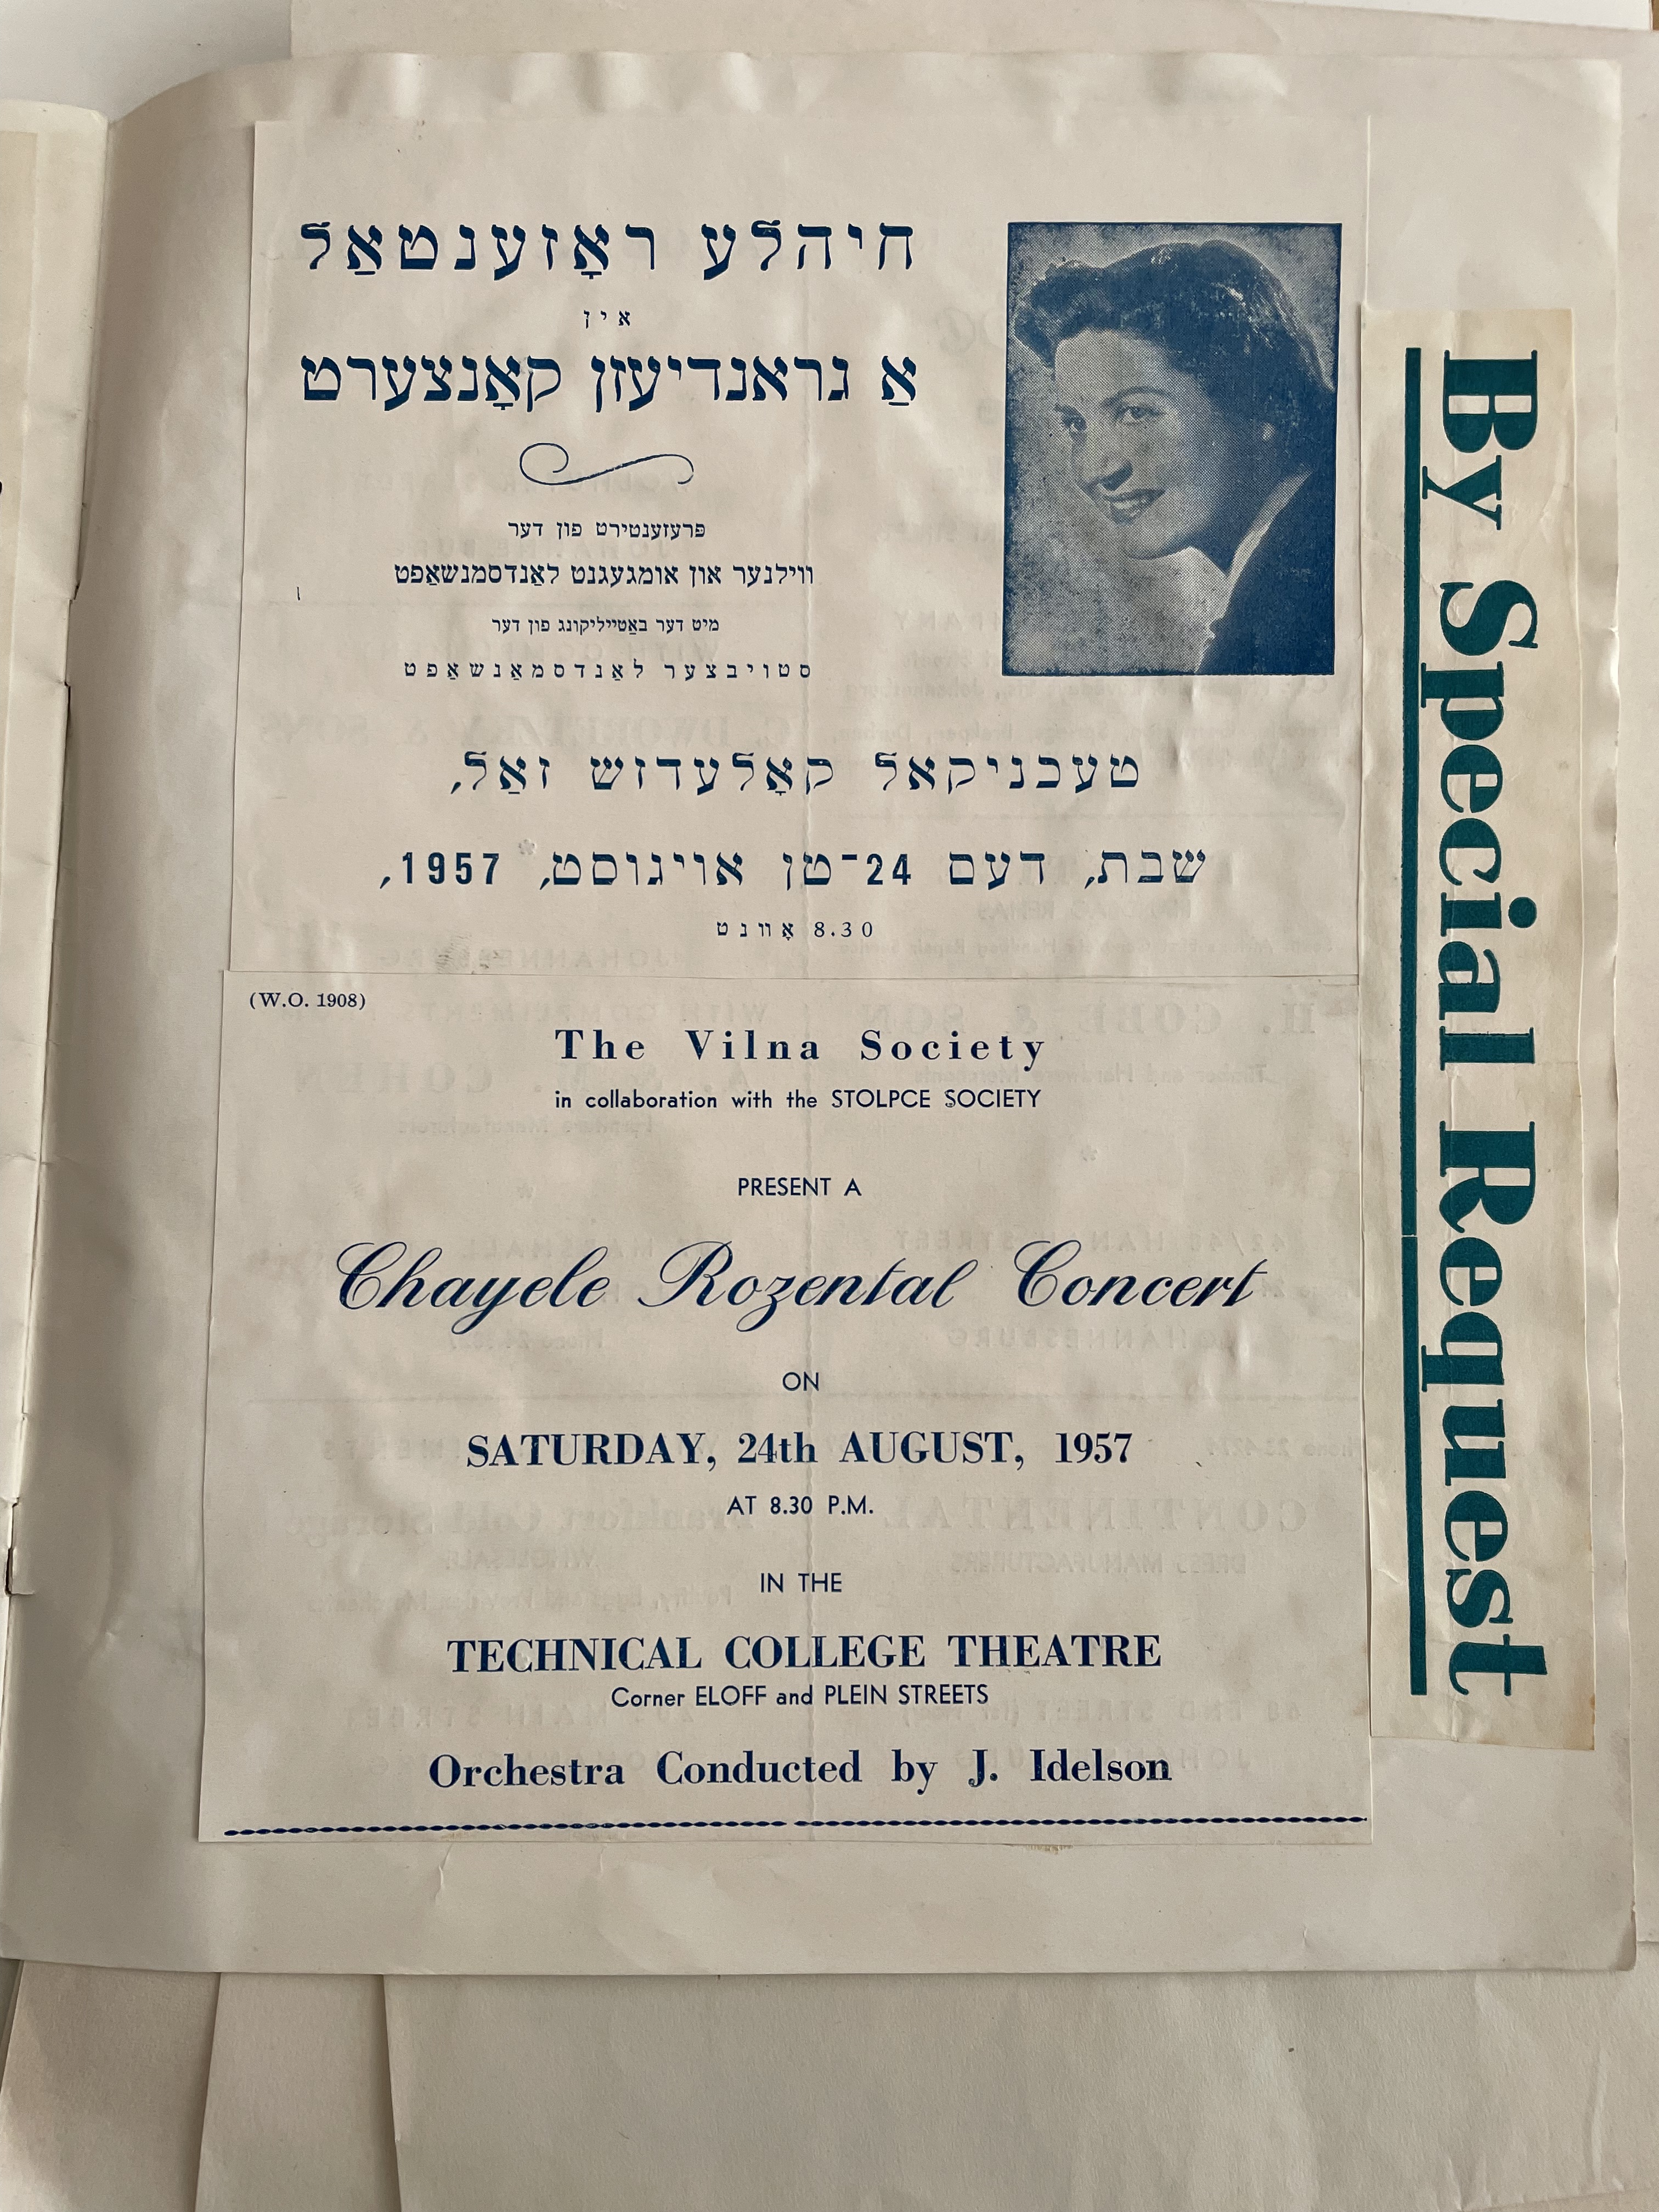 חיהלע ראָזענטאַל
אין
אַ גראַנדיעזן קאָנצערט
פּרעזענטירט פון דער
ווילנער און אומגעגנט לאַנדסמנשאַפט
מיט דער באַטייליקונג פון דער
סטויבצער לאַנדסמאַנשאַפט
טעכניקאל קאָלעדזש זאַל,
שבת, דעם 24־טן אויגוסט, 1957,
8.30 אָוונט
(W.O. 1908)
The Vilna Society
in collaboration with the STOLPCE SOCIETY
PRESENT A
Chayele Rozental Concert
ON
SATURDAY, 24th AUGUST, 1957
AT 8.30 P.M.
IN THE
TECHNICAL COLLEGE THEATRE
Corner ELOFF and PLEIN STREETS
Orchestra Conducted by J. Idelson
By Special Request